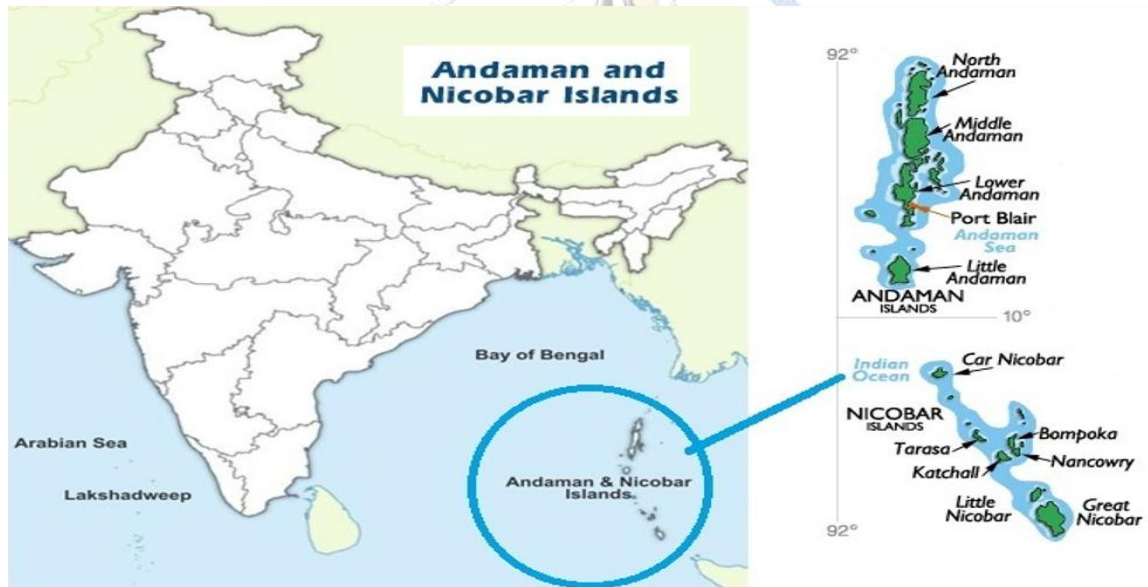 Andaman and
Nicobar Islands
Bay of Bengal
Arabian Sea
Lakshadweep
Andaman & Nicobar
Islands
92°
North
Andaman
Middle
Andaman
Lower
Andaman
Port Blair
Andaman
Sea
Little
Andaman
ANDAMAN
ISLANDS
10°
Indian
Ocean
Car Nicobar
NICOBAR
ISLANDS
Tarasa
Bompoka
Katchall
Nancowry
Little
Nicobar
Great
Nicobar
92°